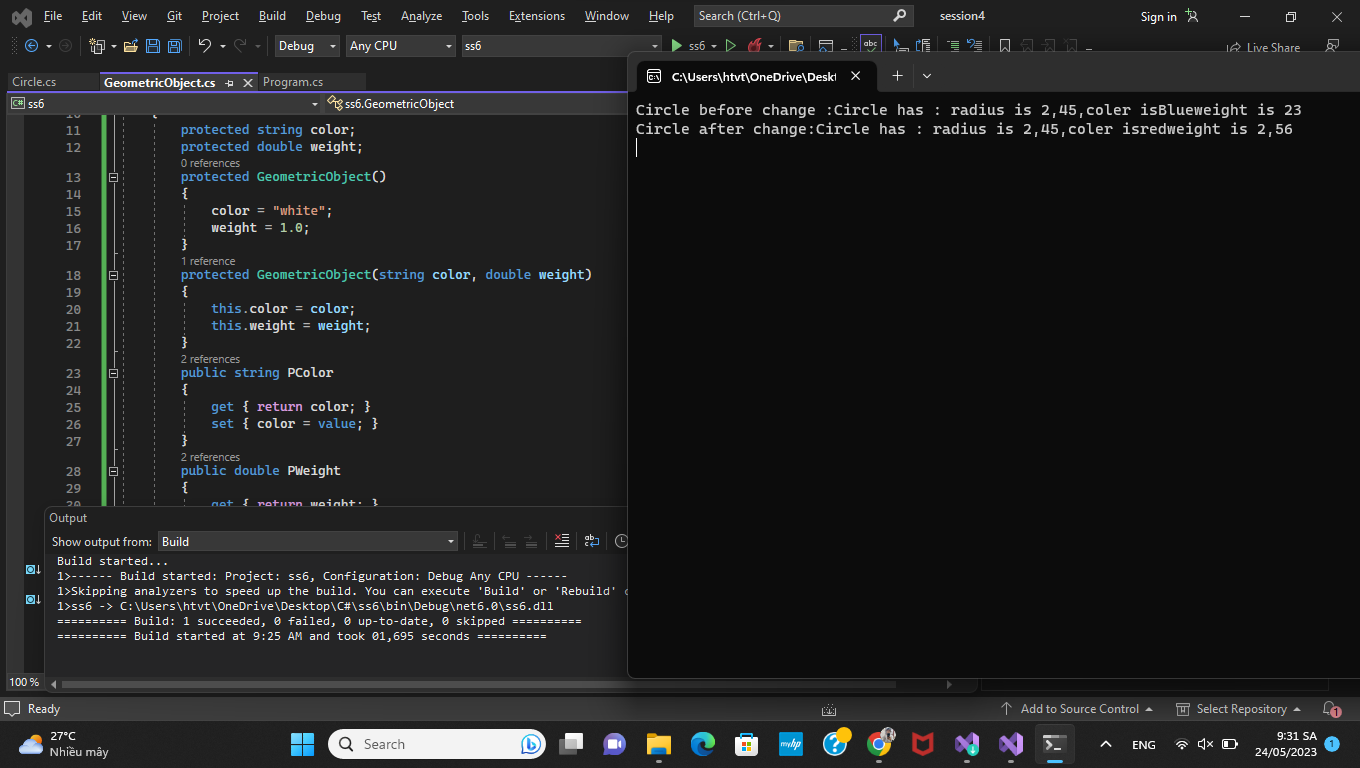 File Edit View Git Project Build Debug Test Analyze Tools Extensions Window Help Search (Ctrl+Q) session4 Sign in
Debug Any CPU ss6 ss6 Live Share
Circle.cs GeometricObject.cs Program.cs
C# ss6 ss6.GeometricObject
11 protected string color;
12 protected double weight;
0 references
13 protected GeometricObject()
14 {
15 color = "white";
16 weight = 1.0;
17 }
1 reference
18 protected GeometricObject(string color, double weight)
19 {
20 this.color = color;
21 this.weight = weight;
22 }
2 references
23 public string PColor
24 {
25 get { return color; }
26 set { color = value; }
27 }
2 references
28 public double PWeight
29 {
30 get { return weight; }
C:\Users\htvt\OneDrive\Deskt
Circle before change :Circle has : radius is 2,45,coler isBlueweight is 23
Circle after change:Circle has : radius is 2,45,coler isredweight is 2,56
Output
Show output from: Build
Build started...
1>------ Build started: Project: ss6, Configuration: Debug Any CPU ------
1>Skipping analyzers to speed up the build. You can execute 'Build' or 'Rebuild'
1>ss6 -> C:\Users\htvt\OneDrive\Desktop\C#\ss6\bin\Debug\net6.0\ss6.dll
========== Build: 1 succeeded, 0 failed, 0 up-to-date, 0 skipped ==========
========== Build started at 9:25 AM and took 01,695 seconds ==========
100 %
Ready Add to Source Control Select Repository 1
27°C
Nhiều mây
Search
myhp
ENG
9:31 SA
24/05/2023
1